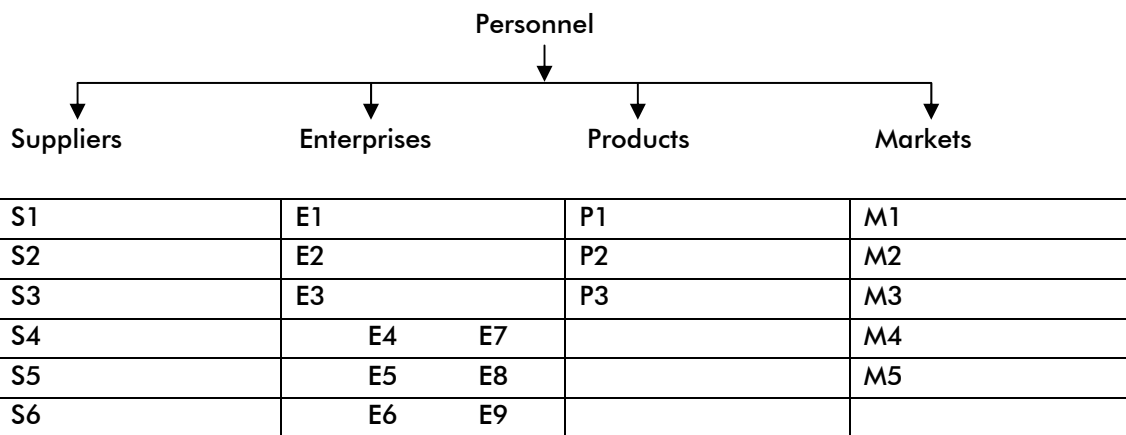 Personnel
Suppliers Enterprises Products Markets
S1 E1 P1 M1
S2 E2 P2 M2
S3 E3 P3 M3
S4 E4 E7 M4
S5 E5 E8 M5
S6 E6 E9